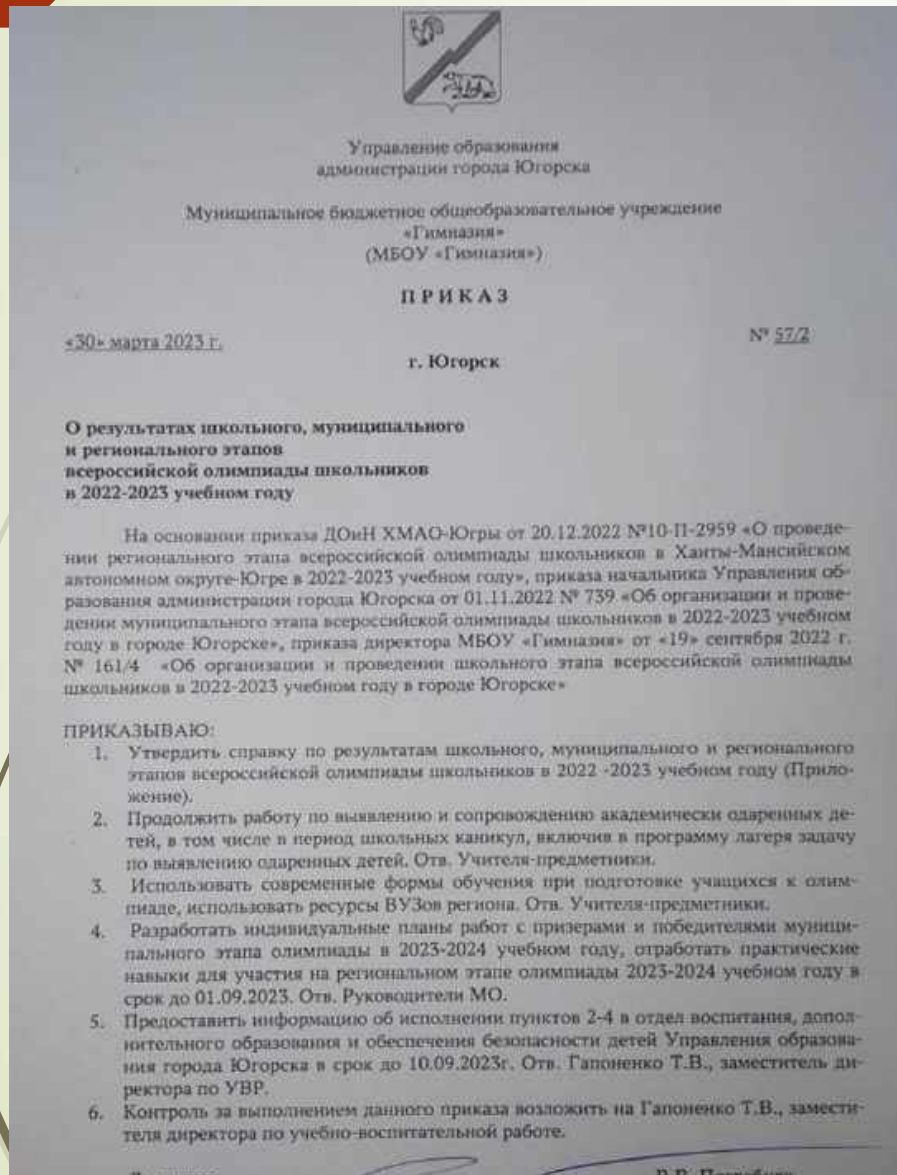 Управление образования
администрации города Югорска
Муниципальное бюджетное общеобразовательное учреждение
«Гимназия»
(МБОУ «Гимназия»)
ПРИКАЗ
«30» марта 2023 г.
№ 57/2
г. Югорск
О результатах школьного, муниципального
и регионального этапов
всероссийской олимпиады школьников
в 2022-2023 учебном году
На основании приказа ДОиН ХМАО-Югры от 20.12.2022 №10-П-2959 «О проведе-
нии регионального этапа всероссийской олимпиады школьников в Ханты-Мансийском
автономном округе-Югре в 2022-2023 учебном году», приказа начальника Управления об-
разования администрации города Югорска от 01.11.2022 № 739 «Об организации и прове-
дении муниципального этапа всероссийской олимпиады школьников в 2022-2023 учебном
году в городе Югорске», приказа директора МБОУ «Гимназия» от «19» сентября 2022 г.
№ 161/4 «Об организации и проведении школьного этапа всероссийской олимпиады
школьников в 2022-2023 учебном году в городе Югорске»
ПРИКАЗЫВАЮ:
1. Утвердить справку по результатам школьного, муниципального и регионального
этапов всероссийской олимпиады школьников в 2022 -2023 учебном году (Прило-
жение).
2. Продолжить работу по выявлению и сопровождению академически одаренных де-
тей, в том числе в период школьных каникул, включив в программу лагеря задачу
по выявлению одаренных детей. Отв. Учителя-предметники.
3. Использовать современные формы обучения при подготовке учащихся к олим-
пиаде, использовать ресурсы ВУЗов региона. Отв. Учителя-предметники.
4. Разработать индивидуальные планы работ с призерами и победителями муници-
пального этапа олимпиады в 2023-2024 учебном году, отработать практические
навыки для участия на региональном этапе олимпиады 2023-2024 учебном году в
срок до 01.09.2023. Отв. Руководители МО.
5. Предоставить информацию об исполнении пунктов 2-4 в отдел воспитания, допол-
нительного образования и обеспечения безопасности детей Управления образова-
ния города Югорска в срок до 10.09.2023г. Отв. Гапоненко Т.В., заместитель ди-
ректора по УВР.
6. Контроль за выполнением данного приказа возложить на Гапоненко Т.В., замести-
теля директора по учебно-воспитательной работе.